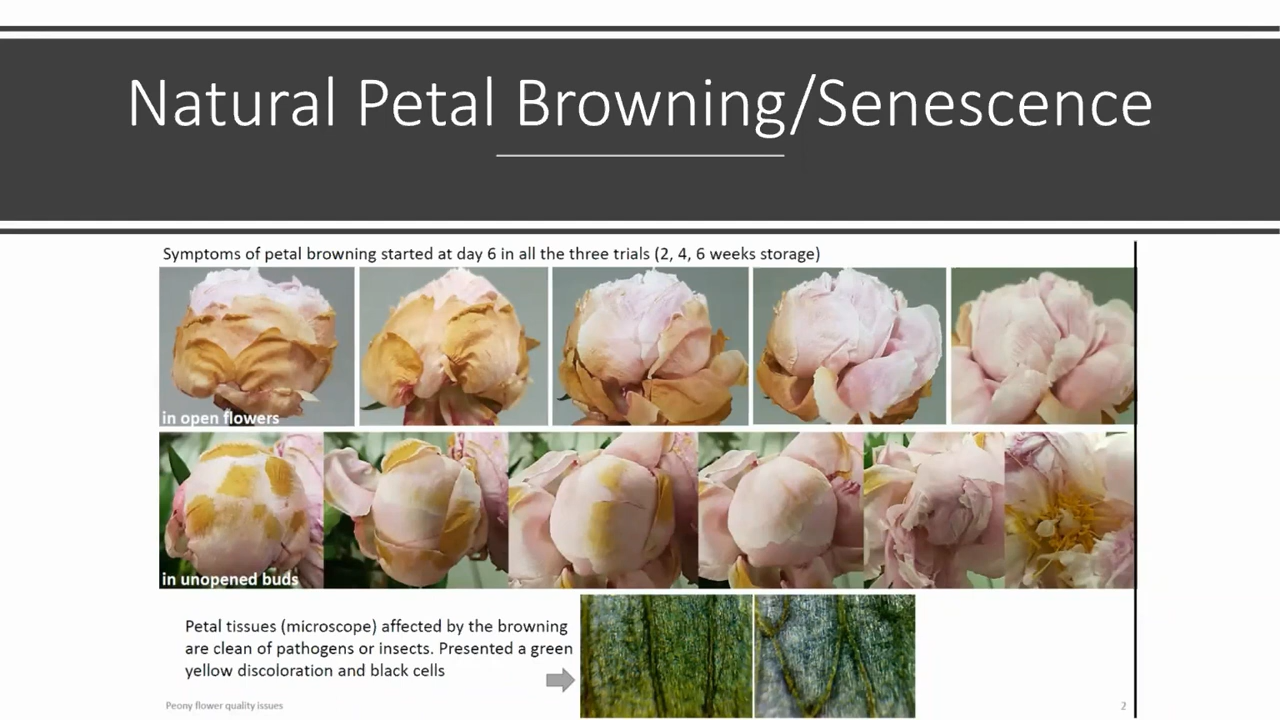 Natural Petal Browning/Senescence
Symptoms of petal browning started at day 6 in all the three trials (2, 4, 6 weeks storage)
in open flowers
in unopened buds
Petal tissues (microscope) affected by the browning
are clean of pathogens or insects. Presented a green
yellow discoloration and black cells
Peony flower quality issues
2